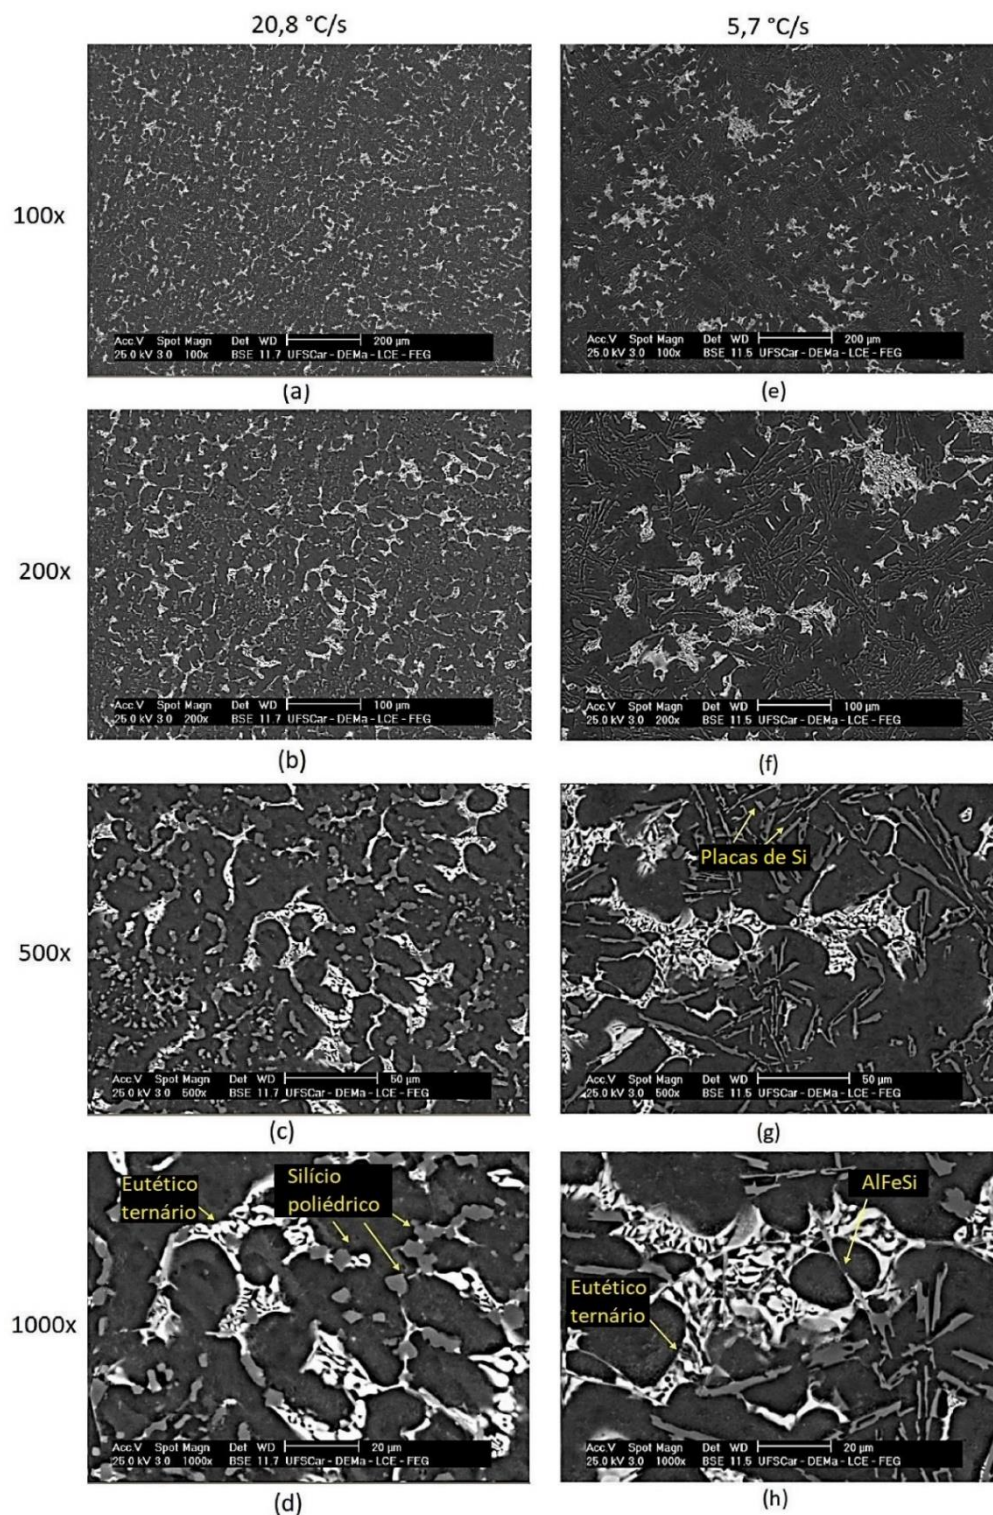 20,8 °C/s
5,7 °C/s
100x
Acc.V Spot Magn Det WD 200 µm
25.0 kV 3.0 100x BSE 11.7 UFSCar - DEMa - LCE - FEG
(a)
Acc.V Spot Magn Det WD 200 µm
25.0 kV 3.0 100x BSE 11.5 UFSCar - DEMa - LCE - FEG
(e)
200x
Acc.V Spot Magn Det WD 100 µm
25.0 kV 3.0 200x BSE 11.7 UFSCar - DEMa - LCE - FEG
(b)
Acc.V Spot Magn Det WD 100 µm
25.0 kV 3.0 200x BSE 11.5 UFSCar - DEMa - LCE - FEG
(f)
500x
Acc.V Spot Magn Det WD 50 µm
25.0 kV 3.0 500x BSE 11.7 UFSCar - DEMa - LCE - FEG
(c)
Placas de Si
Acc.V Spot Magn Det WD 50 µm
25.0 kV 3.0 500x BSE 11.5 UFSCar - DEMa - LCE - FEG
(g)
1000x
Eutético
ternário
Silício
poliédrico
Acc.V Spot Magn Det WD 20 µm
25.0 kV 3.0 1000x BSE 11.7 UFSCar - DEMa - LCE - FEG
(d)
AlFeSi
Eutético
ternário
Acc.V Spot Magn Det WD 20 µm
25.0 kV 3.0 1000x BSE 11.5 UFSCar - DEMa - LCE - FEG
(h)